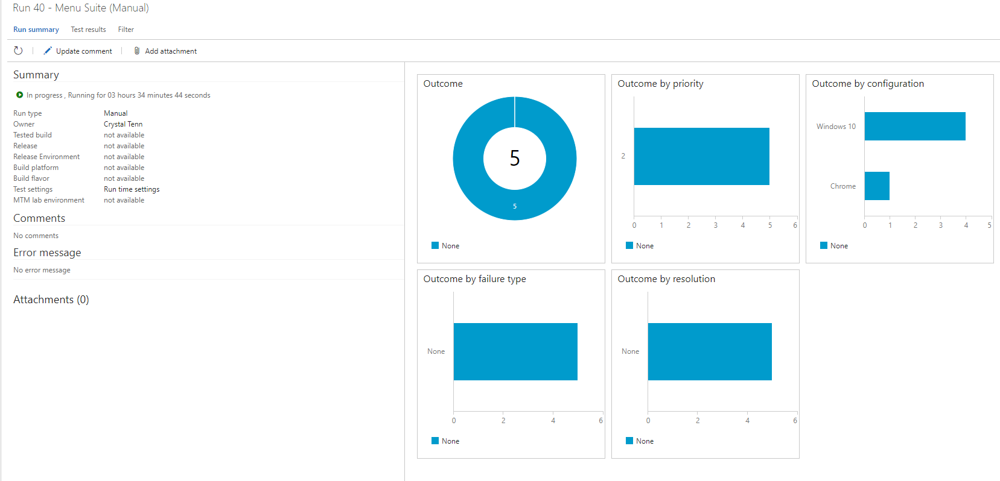 Run 40 - Menu Suite (Manual)
Run summary Test results Filter
Update comment Add attachment
Summary
In progress , Running for 03 hours 34 minutes 44 seconds
Run type Manual
Owner Crystal Tenn
Tested build not available
Release not available
Release Environment not available
Build platform not available
Build flavor not available
Test settings Run time settings
MTM lab environment not available
Comments
No comments
Error message
No error message
Attachments (0)
Outcome
5
5
None
Outcome by priority
2
0 1 2 3 4 5 6
None
Outcome by configuration
Windows 10
Chrome
0 1 2 3 4 5
None
Outcome by failure type
None
0 2 4 6
None
Outcome by resolution
None
0 2 4 6
None